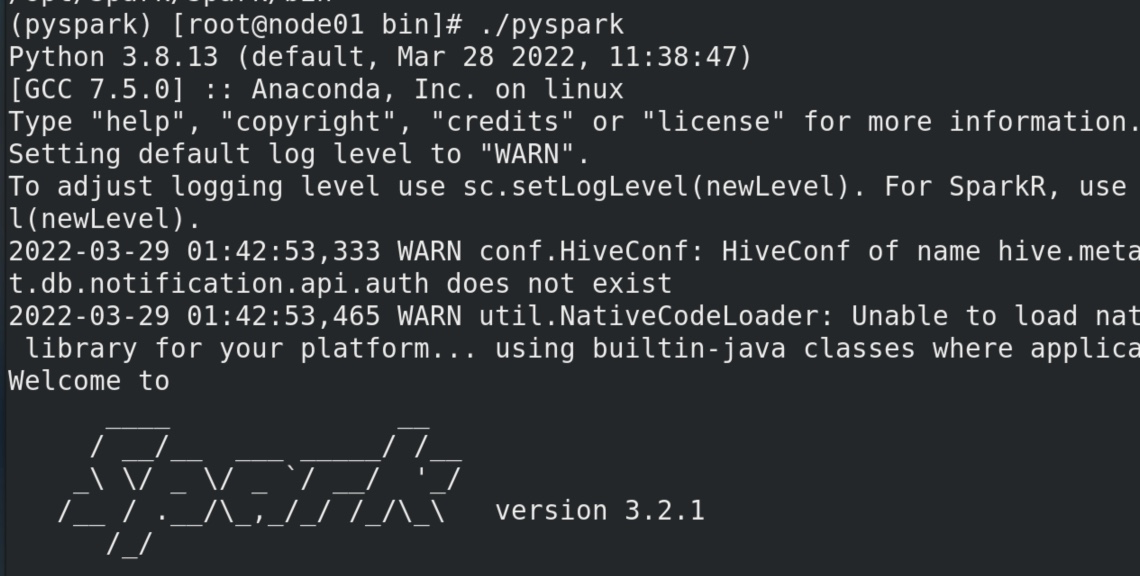 (pyspark) [root@node01 bin]# ./pyspark
Python 3.8.13 (default, Mar 28 2022, 11:38:47)
[GCC 7.5.0] :: Anaconda, Inc. on linux
Type "help", "copyright", "credits" or "license" for more information.
Setting default log level to "WARN".
To adjust logging level use sc.setLogLevel(newLevel). For SparkR, use
l(newLevel).
2022-03-29 01:42:53,333 WARN conf.HiveConf: HiveConf of name hive.meta
t.db.notification.api.auth does not exist
2022-03-29 01:42:53,465 WARN util.NativeCodeLoader: Unable to load nat
library for your platform... using builtin-java classes where applica
Welcome to
Spark version 3.2.1